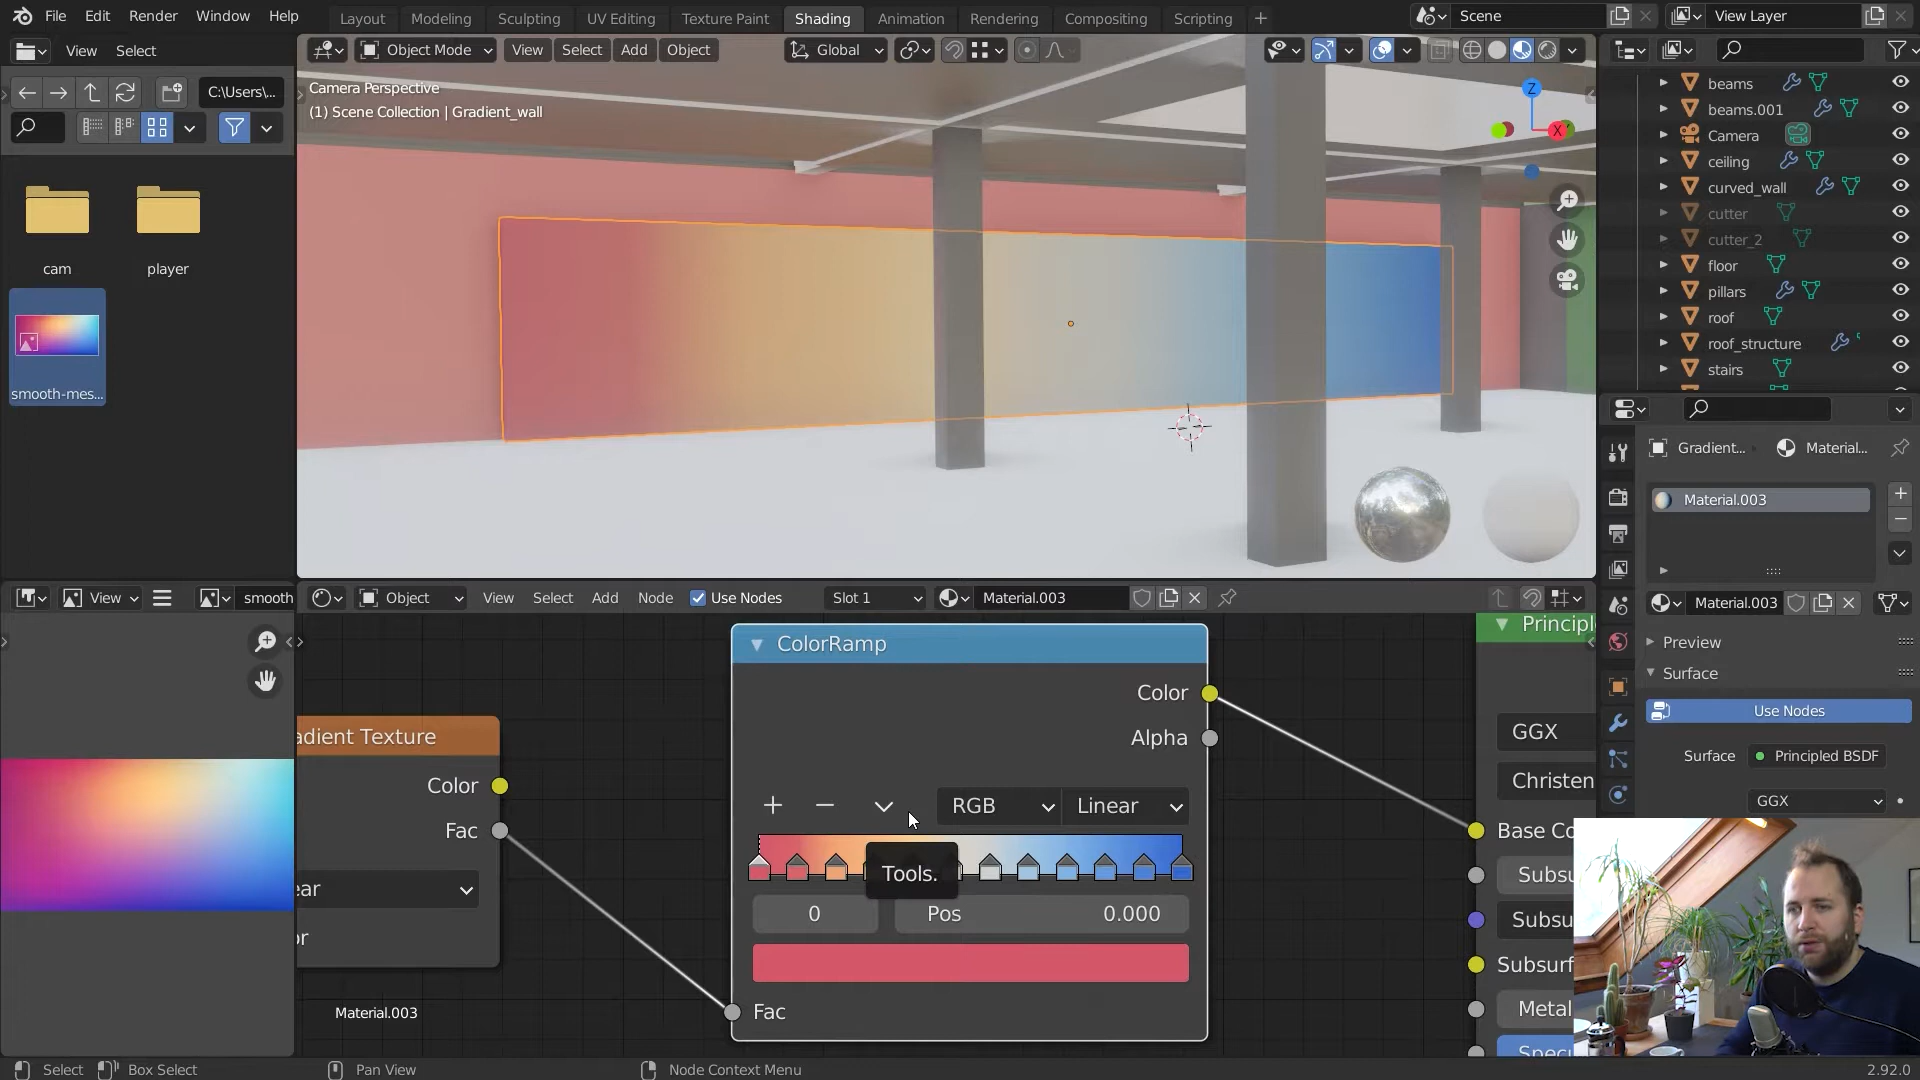 File Edit Render Window Help Layout Modeling Sculpting UV Editing Texture Paint Shading Animation Rendering Compositing Scripting + Scene View Layer
View Select
Object Mode View Select Add Object Global
C:\Users\...
Camera Perspective
(1) Scene Collection | Gradient_wall
Z
X
cam
player
smooth-mes...
beams
beams.001
Camera
ceiling
curved_wall
cutter
cutter_2
floor
pillars
roof
roof_structure
stairs
Gradient...
Material...
Material.003
Material.003
Preview
Surface
Use Nodes
Surface
Principled BSDF
GGX
View
smooth
Object View Select Add Node Use Nodes Slot 1 Material.003
adient Texture
Color
Fac
ear
or
Material.003
ColorRamp
Color
Alpha
RGB
Linear
Tools.
0
Pos 0.000
Fac
Principl
GGX
Christen
Base Co
Subsu
Subsu
Subsurf
Metal
Spec
Select
Box Select
Pan View
Node Context Menu
2.92.0